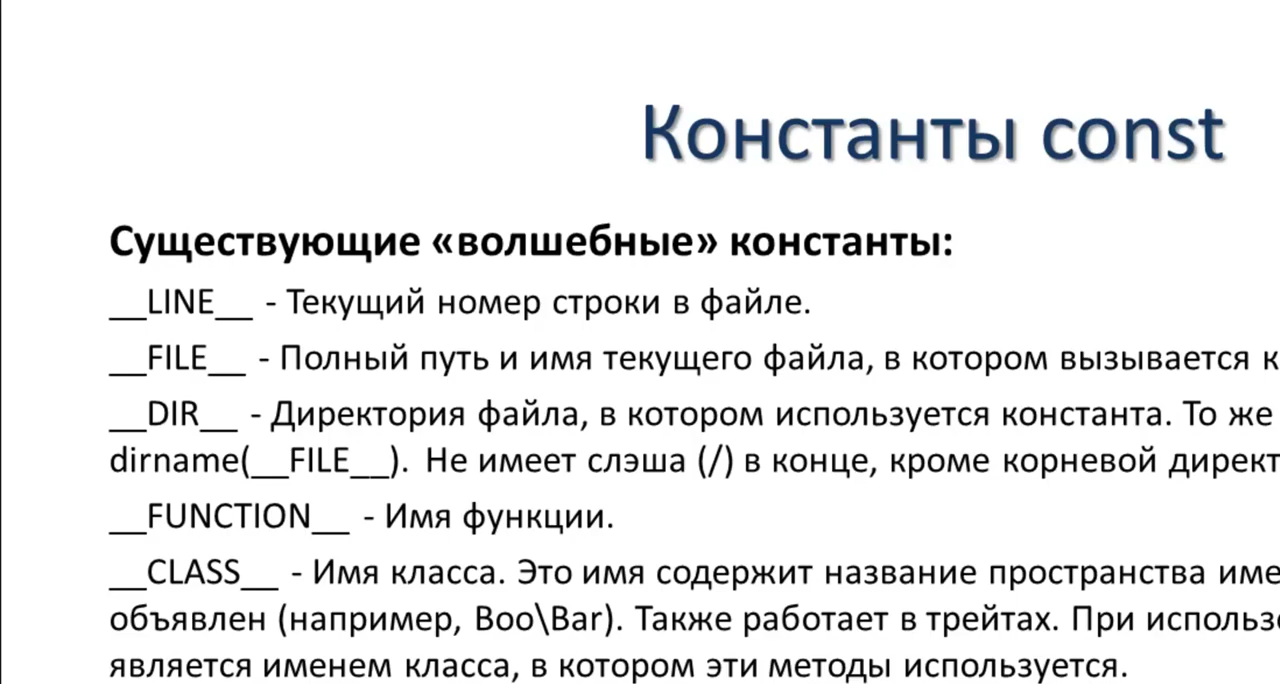 Константы const
Существующие «волшебные» константы:
__LINE__ - Текущий номер строки в файле.
__FILE__ - Полный путь и имя текущего файла, в котором вызывается
__DIR__ - Директория файла, в котором используется константа. То же
dirname(__FILE__). Не имеет слэша (/) в конце, кроме корневой
__FUNCTION__ - Имя функции.
__CLASS__ - Имя класса. Это имя содержит название пространства
объявлен (например, Boo\Bar). Также работает в трейтах. При
является именем класса, в котором эти методы используется.